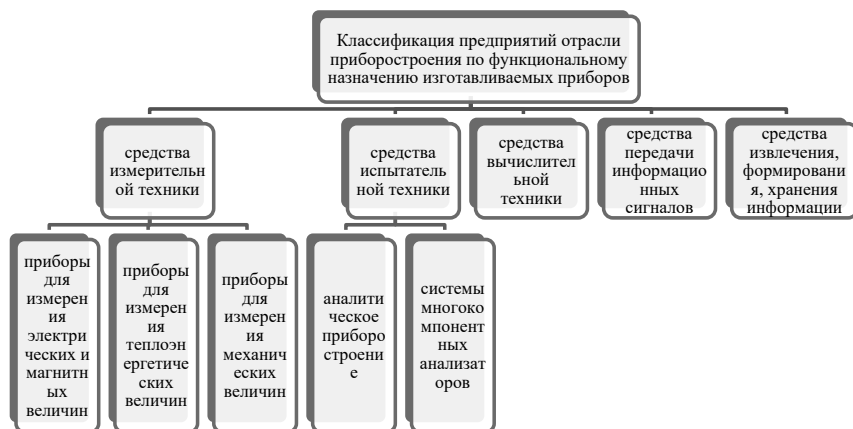 Классификация предприятий отрасли
приборостроения по функциональному
назначению изготавливаемых приборов
средства
измерительн
ой техники
средства
испытатель
ной техники
средства
вычислител
ьной
техники
средства
передачи
информацио
нных
сигналов
средства
извлечения,
формировани
я, хранения
информации
приборы
для
измерен
ия
электри
ческих и
магнитн
ых
величин
приборы
для
измерен
ия
теплоэн
ергетиче
ских
величин
приборы
для
измерен
ия
механич
еских
величин
аналити
ческое
приборо
строени
е
системы
многоко
мпонент
ных
анализат
оров